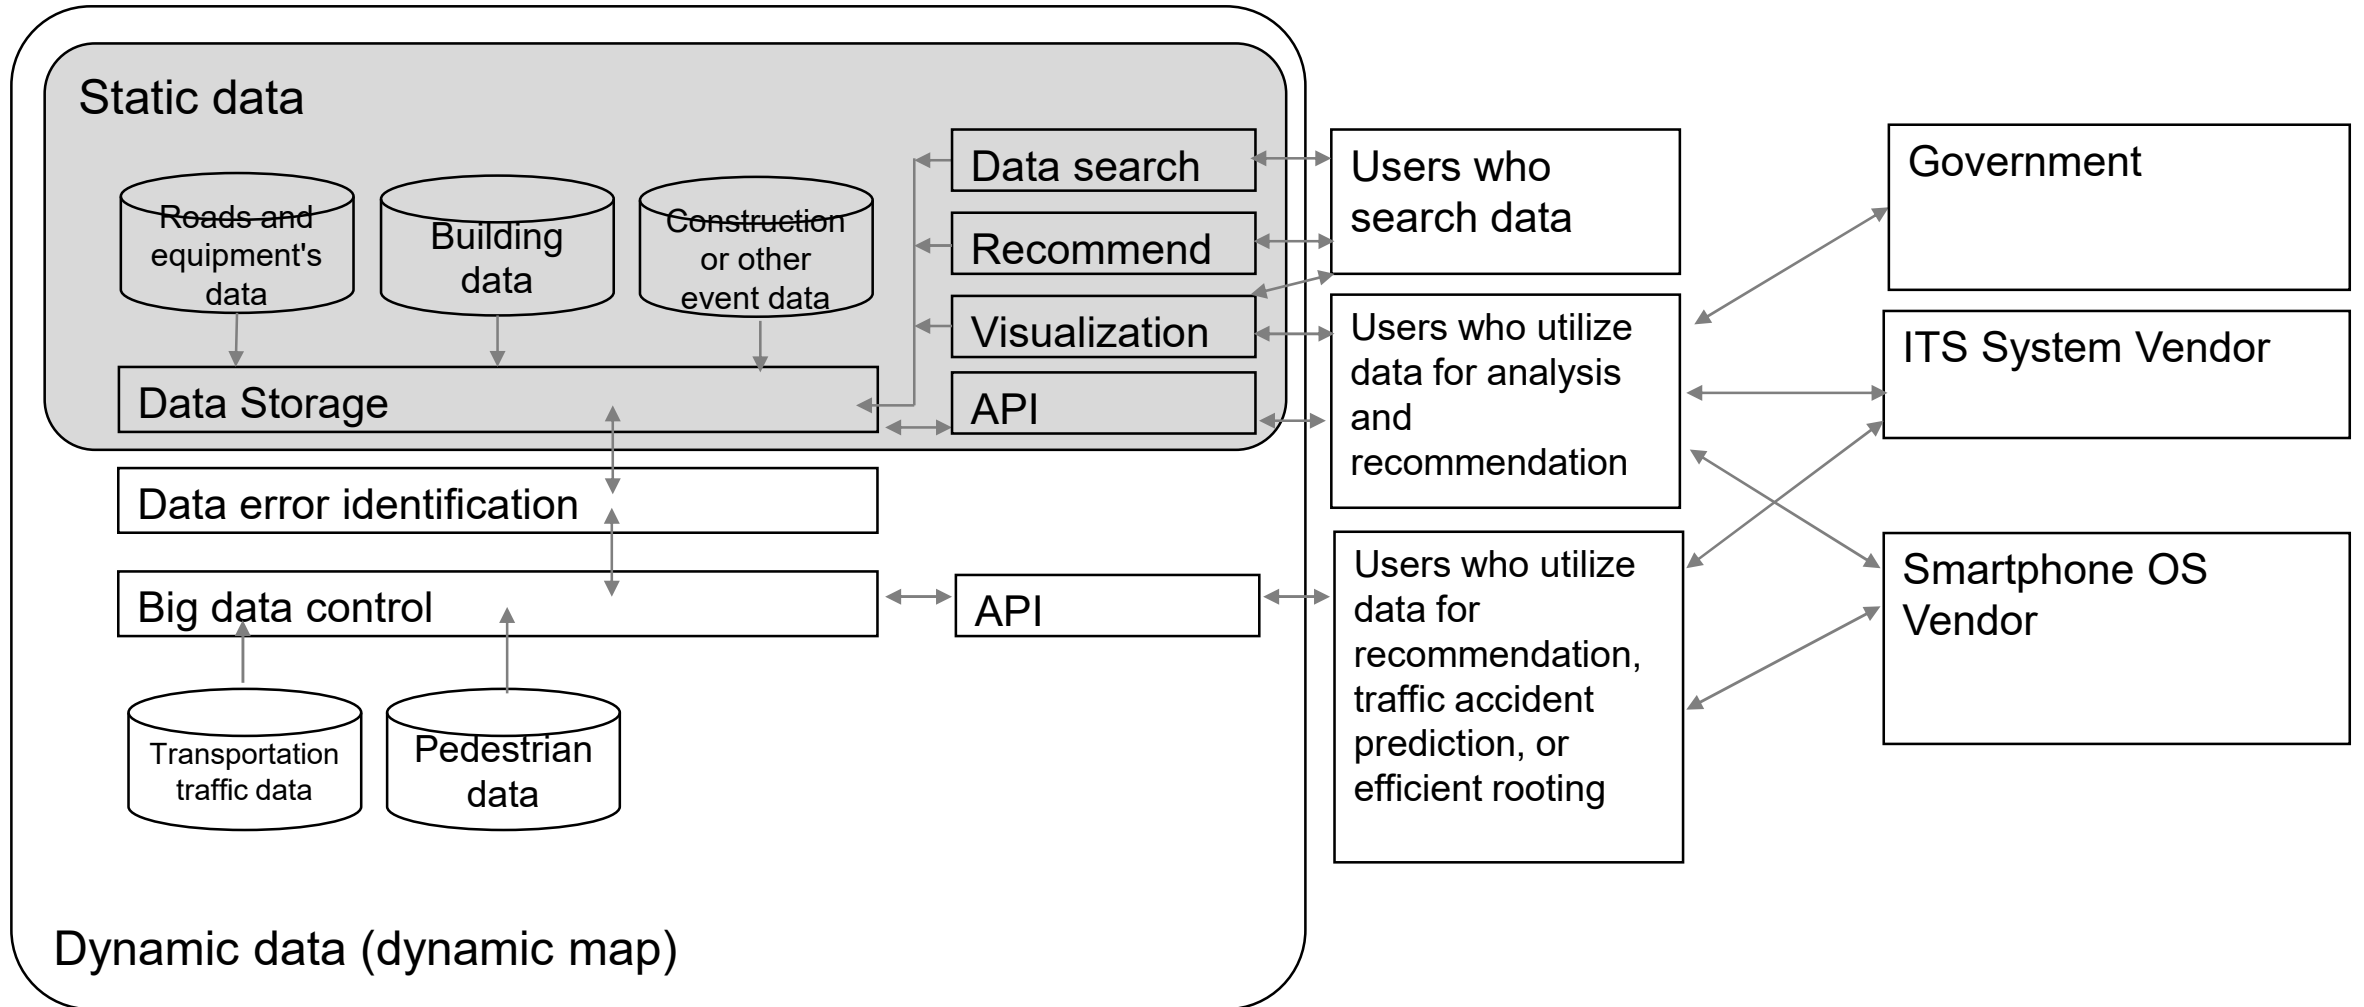 Static data
Roads and
equipment's
data
Building
data
Construction
or other
event data
Data Storage
Data search
Recommend
Visualization
API
Data error identification
Big data control
API
Transportation
traffic data
Pedestrian
data
Dynamic data (dynamic map)
Users who
search data
Users who utilize
data for analysis
and
recommendation
Users who utilize
data for
recommendation,
traffic accident
prediction, or
efficient rooting
Government
ITS System Vendor
Smartphone OS
Vendor